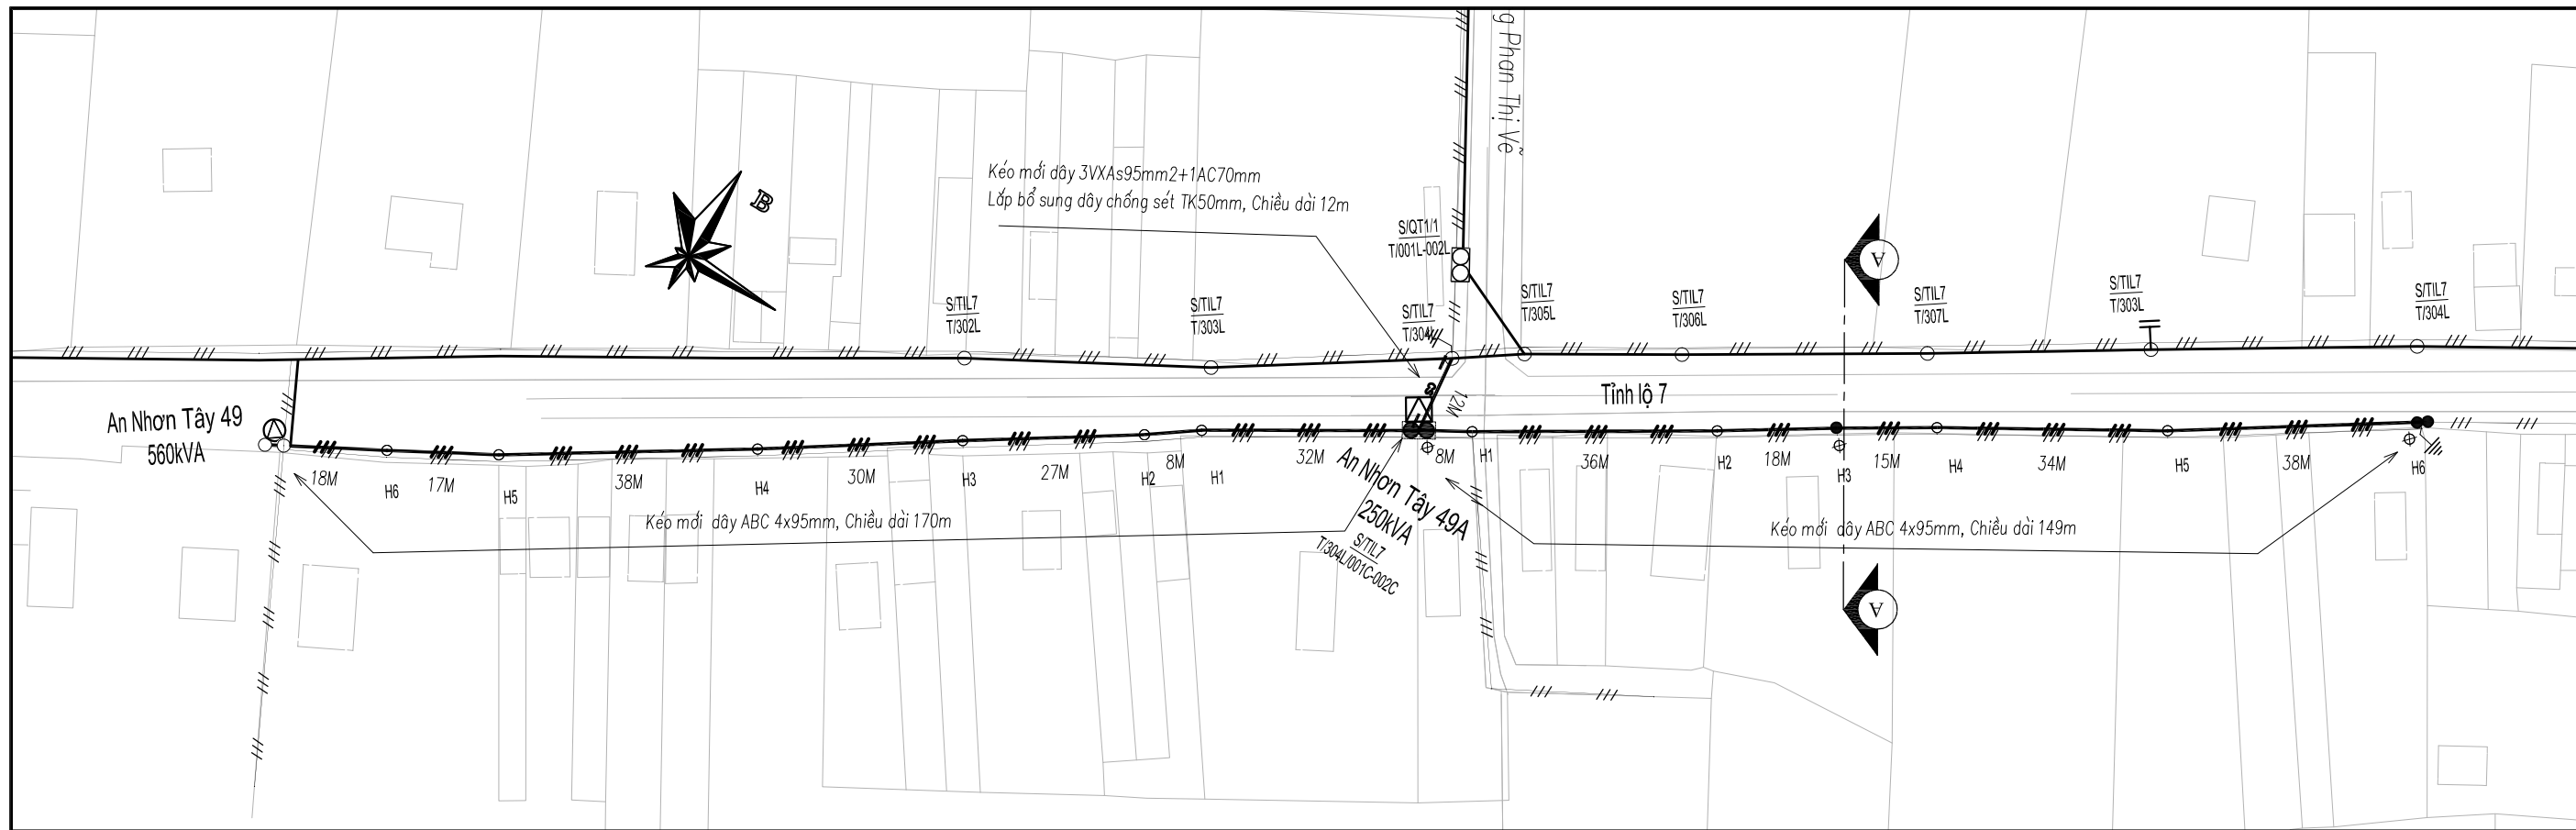 g Phan Thị Vẽ
Kéo mới dây 3VXAs95mm2+1AC70mm
Lắp bổ sung dây chống sét TK50mm, Chiều dài 12m
B
S/QT1/1
T/001L-002L
S/TIL7
T/302L
S/TIL7
T/303L
S/TIL7
T/304L
S/TIL7
T/305L
S/TIL7
T/306L
A
S/TIL7
T/307L
S/TIL7
T/303L
S/TIL7
T/304L
An Nhơn Tây 49
560kVA
Tỉnh lộ 7
12M
18M
H6
17M
H5
38M
H4
30M
H3
27M
H2
8M
H1
32M
8M
H1
36M
H2
18M
H3
15M
H4
34M
H5
38M
H6
An Nhơn Tây 49A
250kVA
S/TIL7
T/304L/001C-002C
Kéo mới dây ABC 4x95mm, Chiều dài 170m
Kéo mới dây ABC 4x95mm, Chiều dài 149m
A